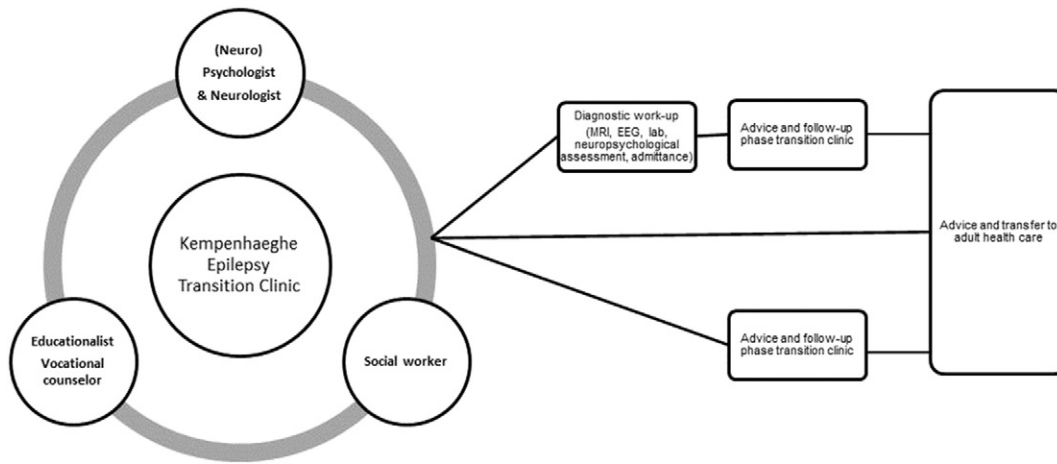 (Neuro)
Psychologist
& Neurologist
Kempenhaeghe
Epilepsy
Transition Clinic
Educationalist
Vocational
counselor
Social worker
Diagnostic work-up
(MRI, EEG, lab,
neuropsychological
assessment, admittance)
Advice and follow-up
phase transition clinic
Advice and transfer to
adult health care
Advice and follow-up
phase transition clinic